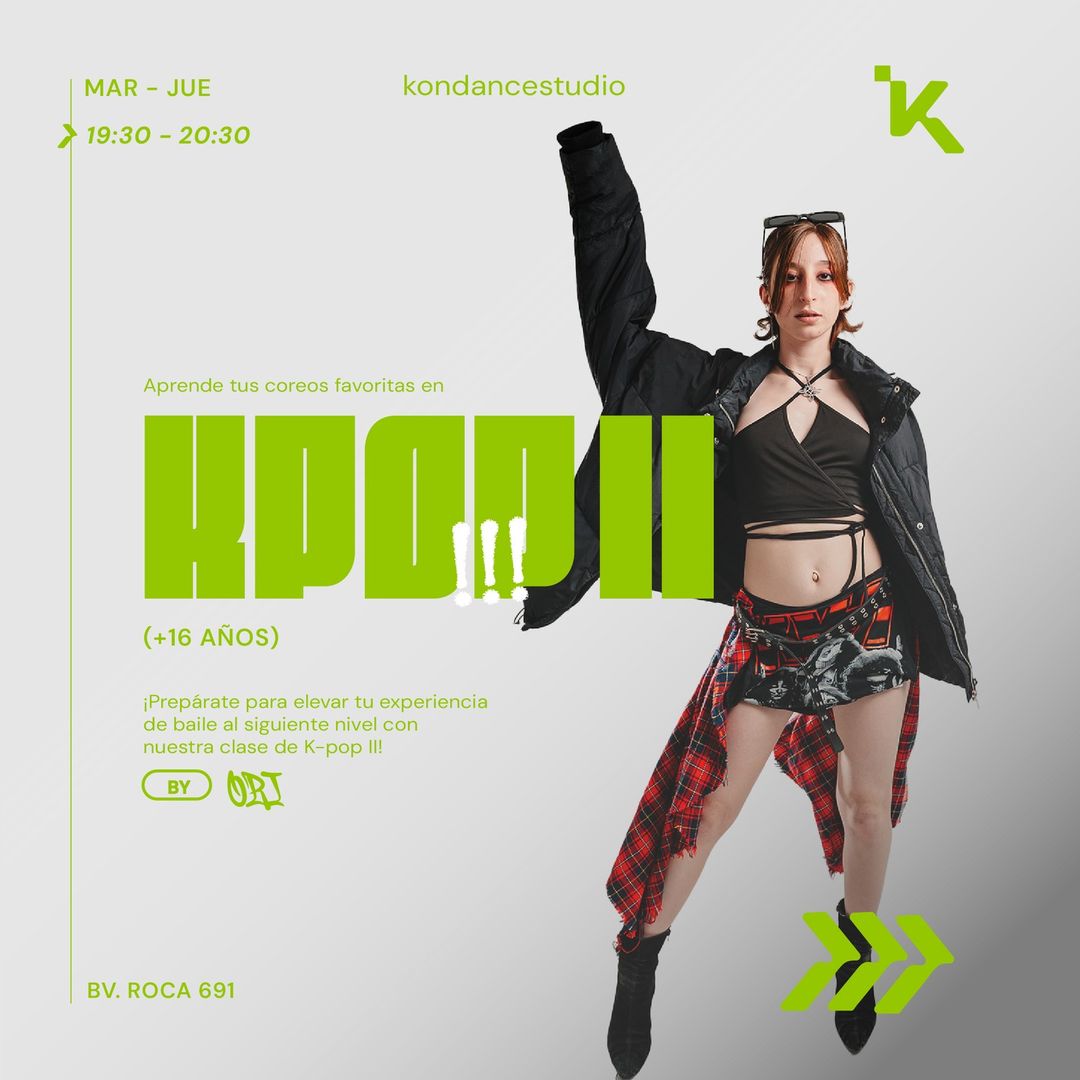 MAR - JUE
19:30 - 20:30
kondancestudio
K
Aprende tus coreos favoritas en
KPOP II
!!!
(+16 AÑOS)
¡Prepárate para elevar tu experiencia
de baile al siguiente nivel con
nuestra clase de K-pop II!
BY ORI
BV. ROCA 691